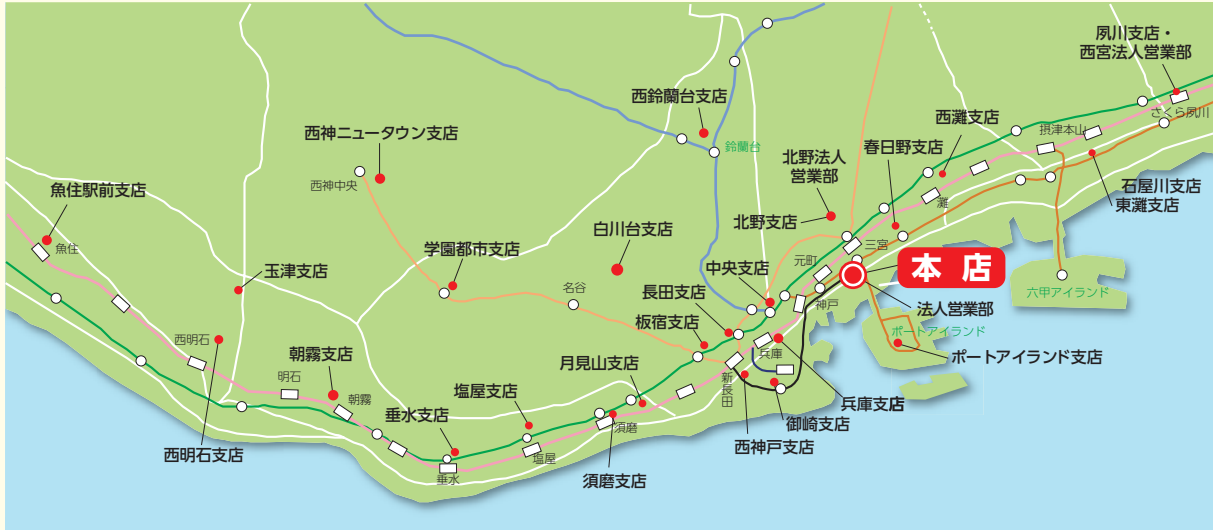 夙川支店・
西宮法人営業部
さくら夙川
西鈴蘭台支店
西灘支店
摂津本山
西神ニュータウン支店
鈴蘭台
北野法人
営業部
春日野支店
西神中央
石屋川支店
東灘支店
魚住駅前支店
魚住
灘
北野支店
白川台支店
学園都市支店
三宮
元町
本店
玉津支店
中央支店
名谷
長田支店
神戸
法人営業部
六甲アイランド
板宿支店
ポートアイランド
西明石
朝霧支店
月見山支店
兵庫
ポートアイランド支店
明石
新長田
朝霧
塩屋支店
垂水支店
兵庫支店
御崎支店
須磨
西神戸支店
西明石支店
塩屋
垂水
須磨支店